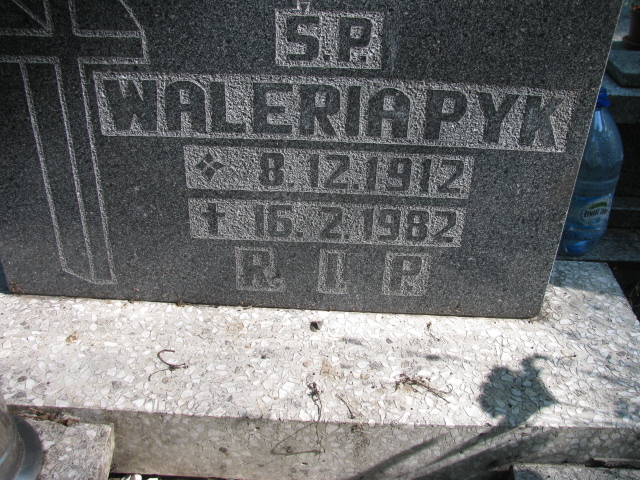 Ś.P.
WALERIA PYK
8.12.1912
✝ 16.2.1982
R. I. P.